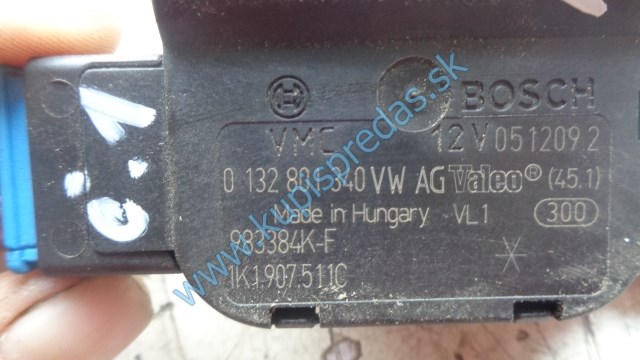 BOSCH
VMC 12V 051209 2
0 132 801 340 VW AG Valeo® (45.1)
Made in Hungary VL1 300
983384K-F
1K1 907 511C
www.kupispredas.sk